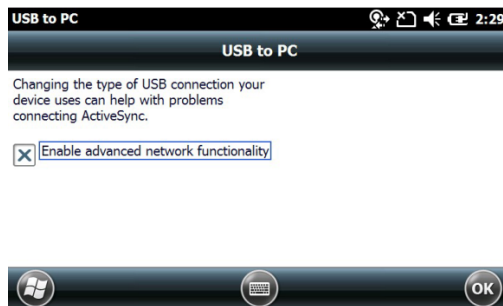 USB to PC
2:29
USB to PC
Changing the type of USB connection your
device uses can help with problems
connecting ActiveSync.
Enable advanced network functionality
OK